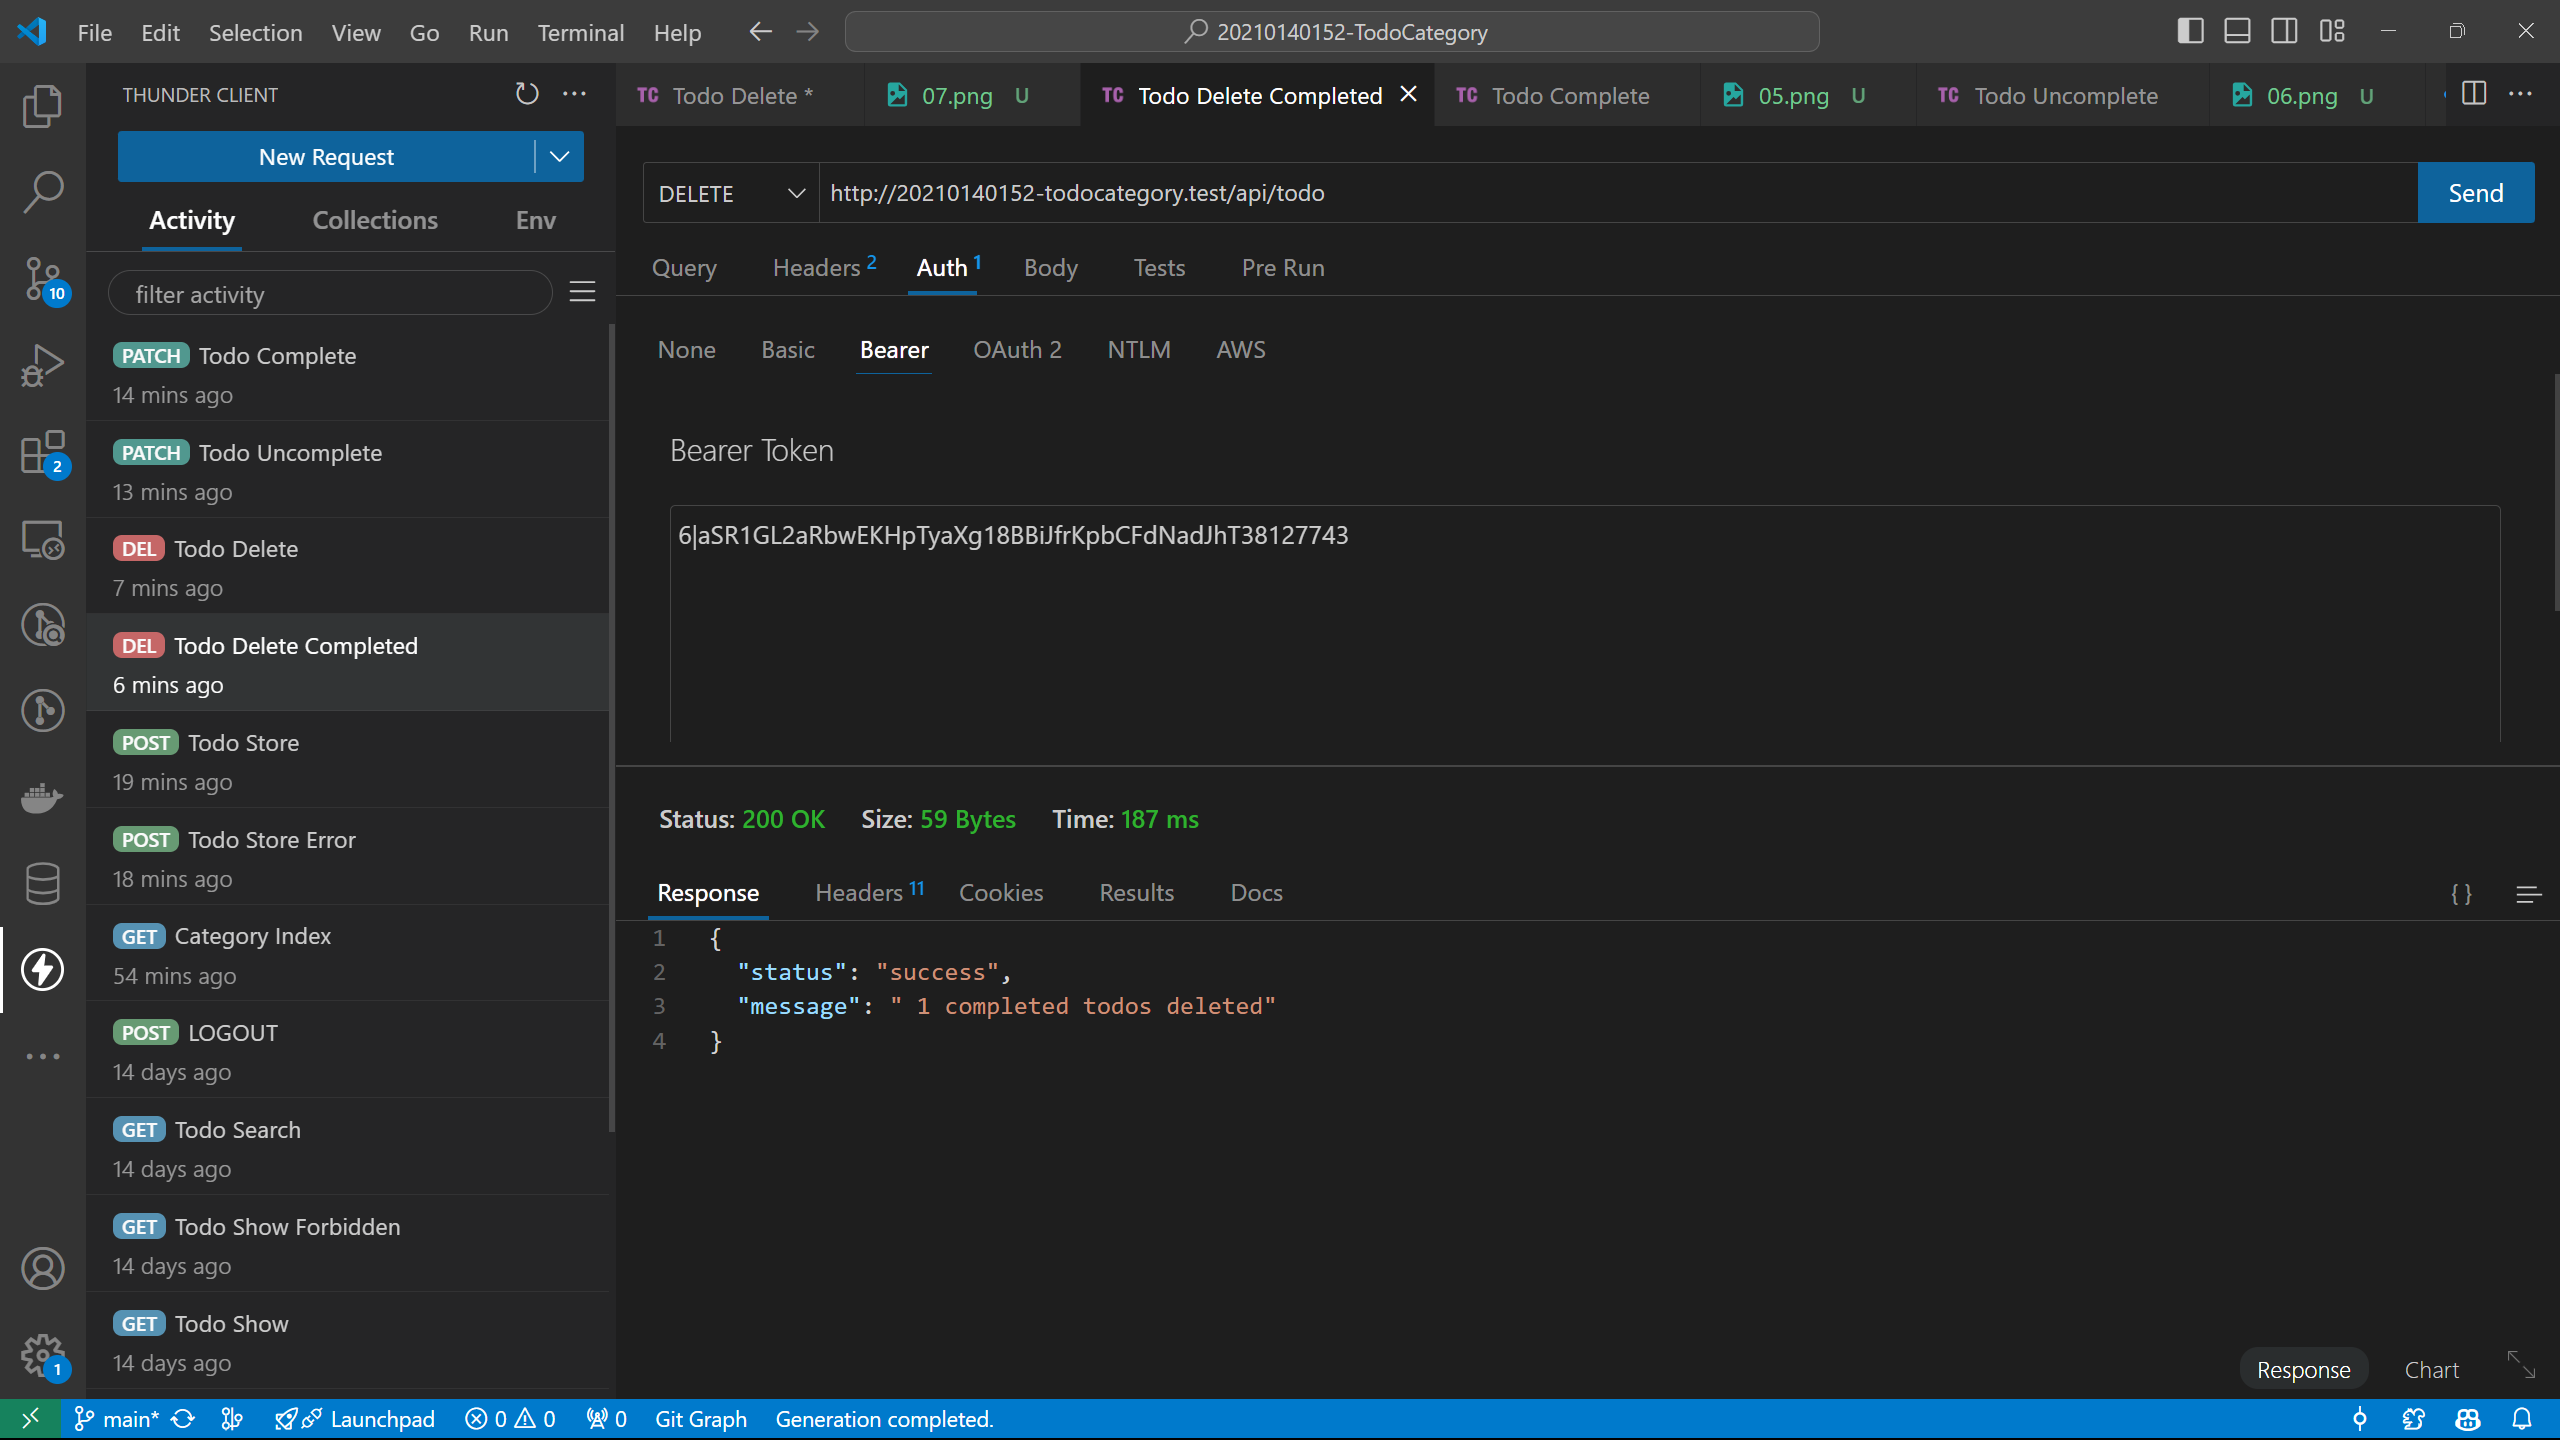 File Edit Selection View Go Run Terminal Help 20210140152-TodoCategory
THUNDER CLIENT
New Request
Activity Collections Env
filter activity
PATCH Todo Complete
14 mins ago
PATCH Todo Uncomplete
13 mins ago
DEL Todo Delete
7 mins ago
DEL Todo Delete Completed
6 mins ago
POST Todo Store
19 mins ago
POST Todo Store Error
18 mins ago
GET Category Index
54 mins ago
POST LOGOUT
14 days ago
GET Todo Search
14 days ago
GET Todo Show Forbidden
14 days ago
GET Todo Show
14 days ago
10
2
1
TC Todo Delete * 07.png U TC Todo Delete Completed TC Todo Complete 05.png U TC Todo Uncomplete 06.png U
DELETE http://20210140152-todocategory.test/api/todo Send
Query Headers 2 Auth 1 Body Tests Pre Run
None Basic Bearer OAuth 2 NTLM AWS
Bearer Token
6|aSR1GL2aRbwEKHpTyaXg18BBiJfrKpbCFdNadJhT38127743
Status: 200 OK Size: 59 Bytes Time: 187 ms
Response Headers 11 Cookies Results Docs { }
1 {
2 "status": "success",
3 "message": " 1 completed todos deleted"
4 }
Response Chart
main* Launchpad 0 0 0 Git Graph Generation completed.